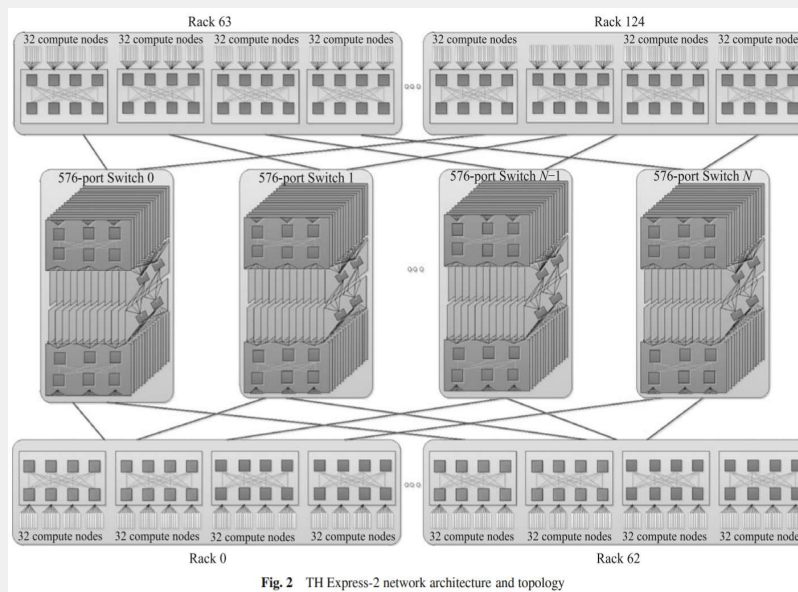 Rack 63 Rack 124
32 compute nodes 32 compute nodes 32 compute nodes 32 compute nodes 32 compute nodes 32 compute nodes 32 compute nodes
576-port Switch 0 576-port Switch 1 576-port Switch N−1 576-port Switch N
32 compute nodes 32 compute nodes 32 compute nodes 32 compute nodes 32 compute nodes 32 compute nodes 32 compute nodes 32 compute nodes
Rack 0 Rack 62
Fig. 2 TH Express-2 network architecture and topology